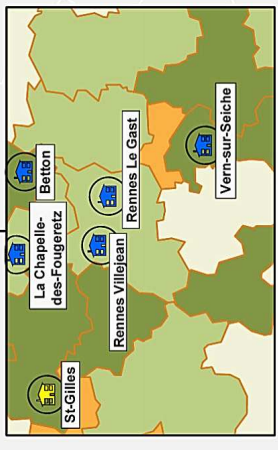 St-Gilles
La Chapelle-
des-Fougeretz
Betton
Rennes Villejean
Rennes Le Gast
Vern-sur-Seiche